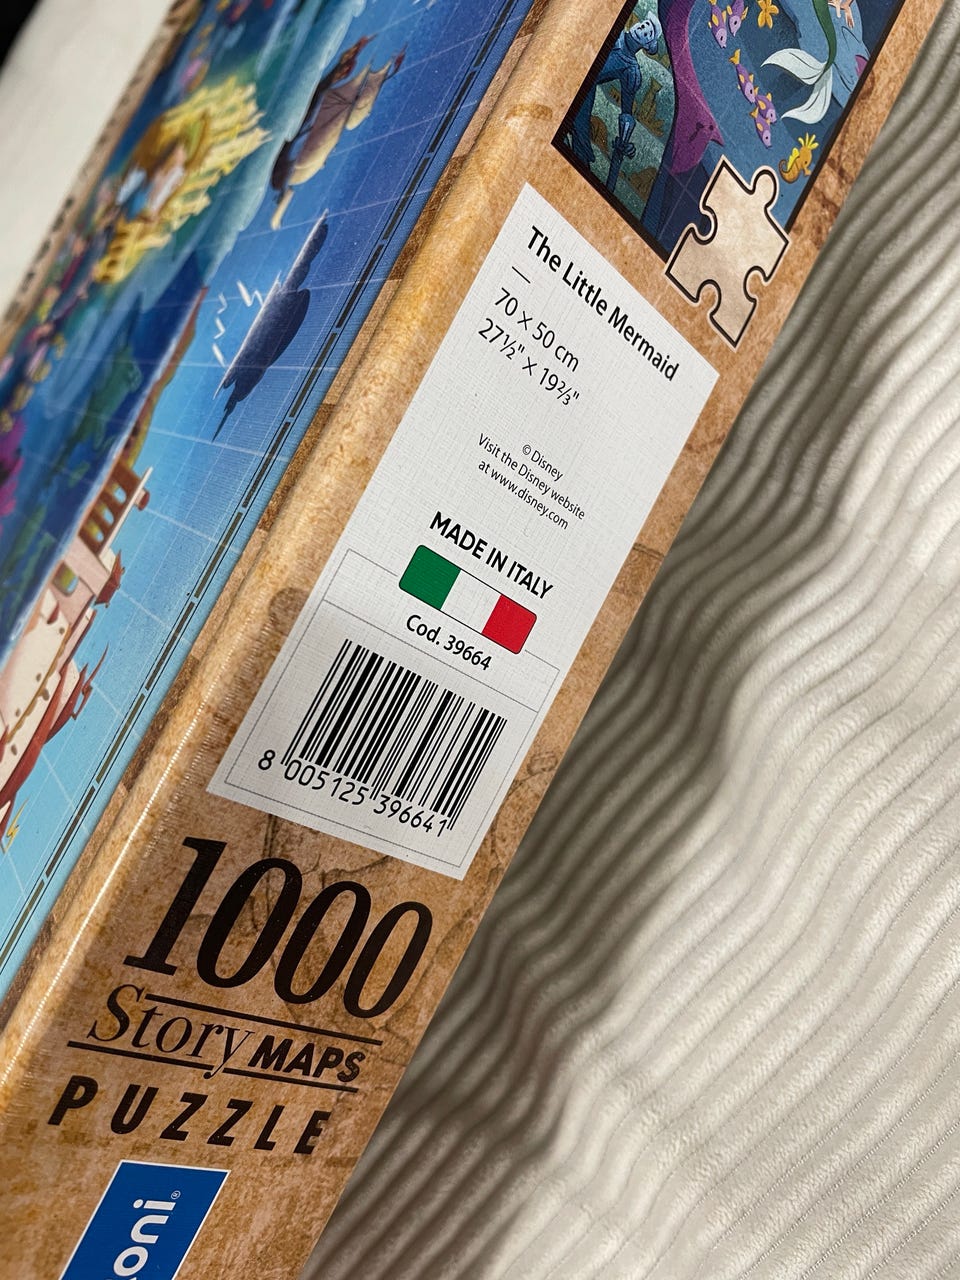 The Little Mermaid
—
70 × 50 cm
27½" × 19⅔"
© Disney
Visit the Disney website
at www.disney.com
MADE IN ITALY
Cod. 39664
8 005125 396641
1000
Story MAPS
PUZZLE
oni®